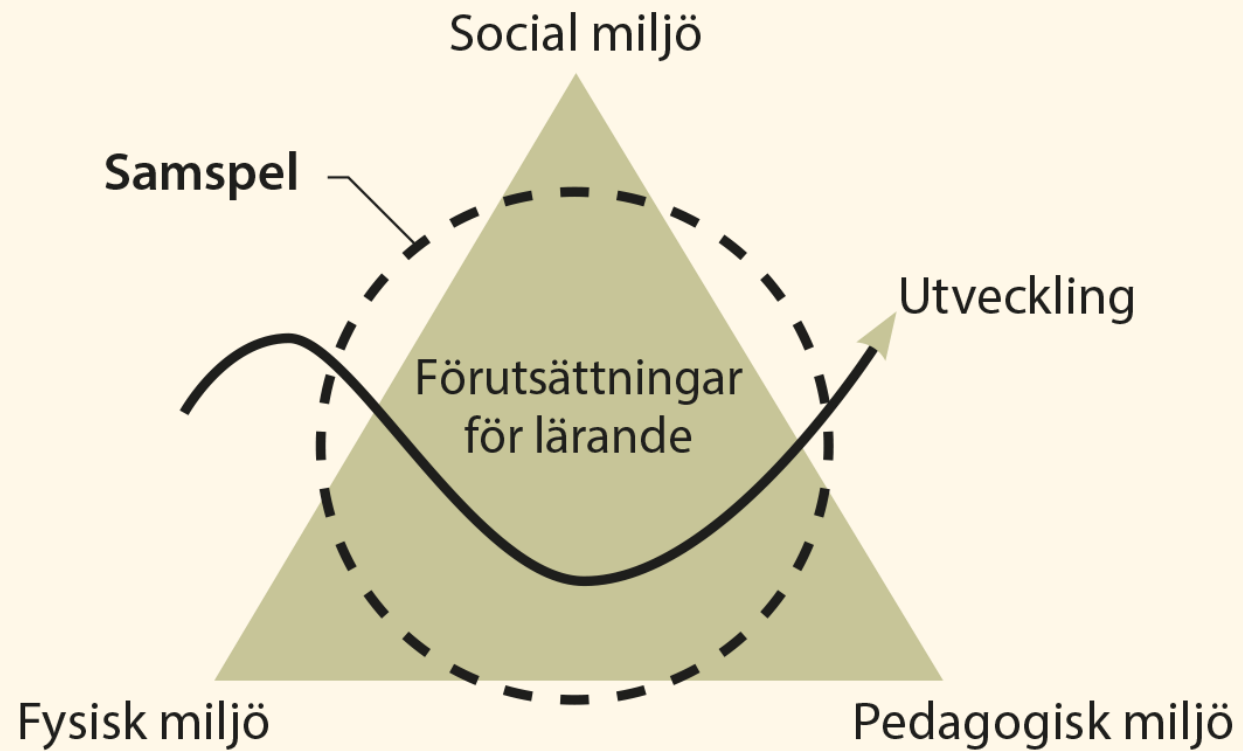 Social miljö
Samspel
Utveckling
Förutsättningar
för lärande
Fysisk miljö
Pedagogisk miljö